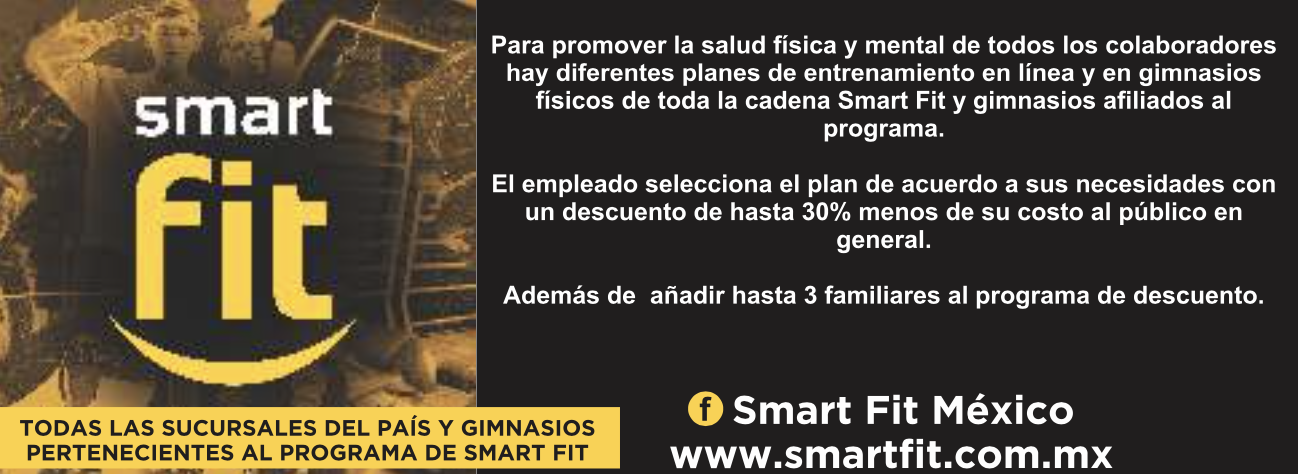 smart
fit
TODAS LAS SUCURSALES DEL PAÍS Y GIMNASIOS
PERTENECIENTES AL PROGRAMA DE SMART FIT
Para promover la salud física y mental de todos los colaboradores
hay diferentes planes de entrenamiento en línea y en gimnasios
físicos de toda la cadena Smart Fit y gimnasios afiliados al
programa.
El empleado selecciona el plan de acuerdo a sus necesidades con
un descuento de hasta 30% menos de su costo al público en
general.
Además de  añadir hasta 3 familiares al programa de descuento.
f Smart Fit México
www.smartfit.com.mx